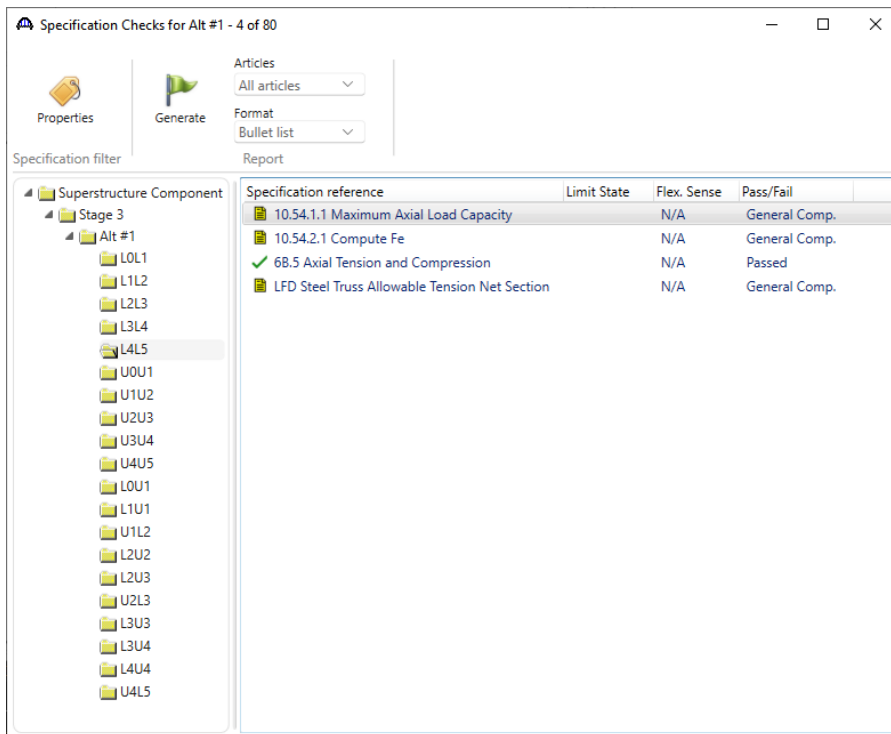 Specification Checks for Alt #1 - 4 of 80
Properties
Specification filter
Generate
Articles
All articles
Format
Bullet list
Report
Superstructure Component
Stage 3
Alt #1
L0L1
L1L2
L2L3
L3L4
L4L5
U0U1
U1U2
U2U3
U3U4
U4U5
L0U1
L1U1
U1L2
L2U2
L2U3
U2L3
L3U3
L3U4
L4U4
U4L5
Specification reference Limit State Flex. Sense Pass/Fail
10.54.1.1 Maximum Axial Load Capacity N/A General Comp.
10.54.2.1 Compute Fe N/A General Comp.
6B.5 Axial Tension and Compression N/A Passed
LFD Steel Truss Allowable Tension Net Section N/A General Comp.